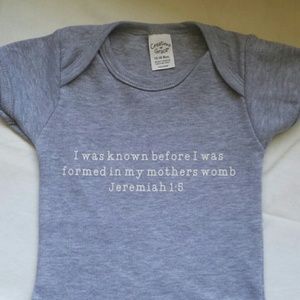 I was known before I was
formed in my mothers womb
Jeremiah 1:5